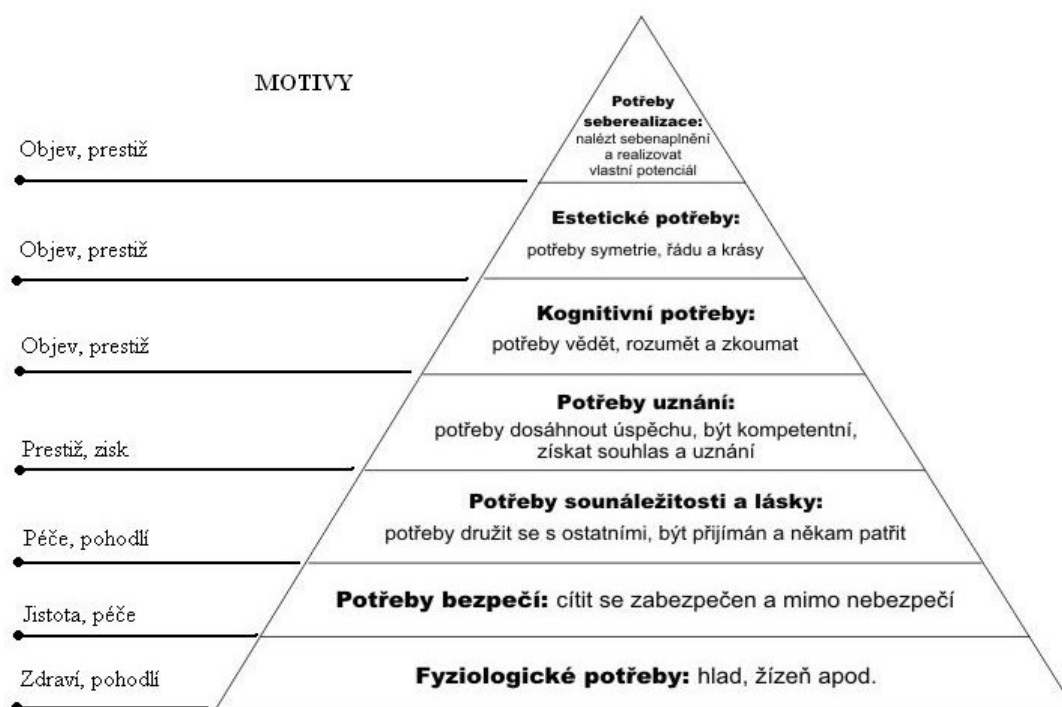 MOTIVY
Potřeby
seberealizace:
nalézt sebenaplnění
a realizovat
vlastní potenciál
Objev, prestiž
Estetické potřeby:
potřeby symetrie, řádu a krásy
Objev, prestiž
Kognitivní potřeby:
potřeby vědět, rozumět a zkoumat
Objev, prestiž
Potřeby uznání:
potřeby dosáhnout úspěchu, být kompetentní,
získat souhlas a uznání
Prestiž, zisk
Potřeby sounáležitosti a lásky:
potřeby družit se s ostatními, být přijímán a někam patřit
Péče, pohodlí
Potřeby bezpečí: cítit se zabezpečen a mimo nebezpečí
Jistota, péče
Fyziologické potřeby: hlad, žízeň apod.
Zdraví, pohodlí